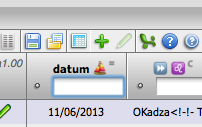 1.00 datum = C
11/06/2013 OKadza<!-!- T